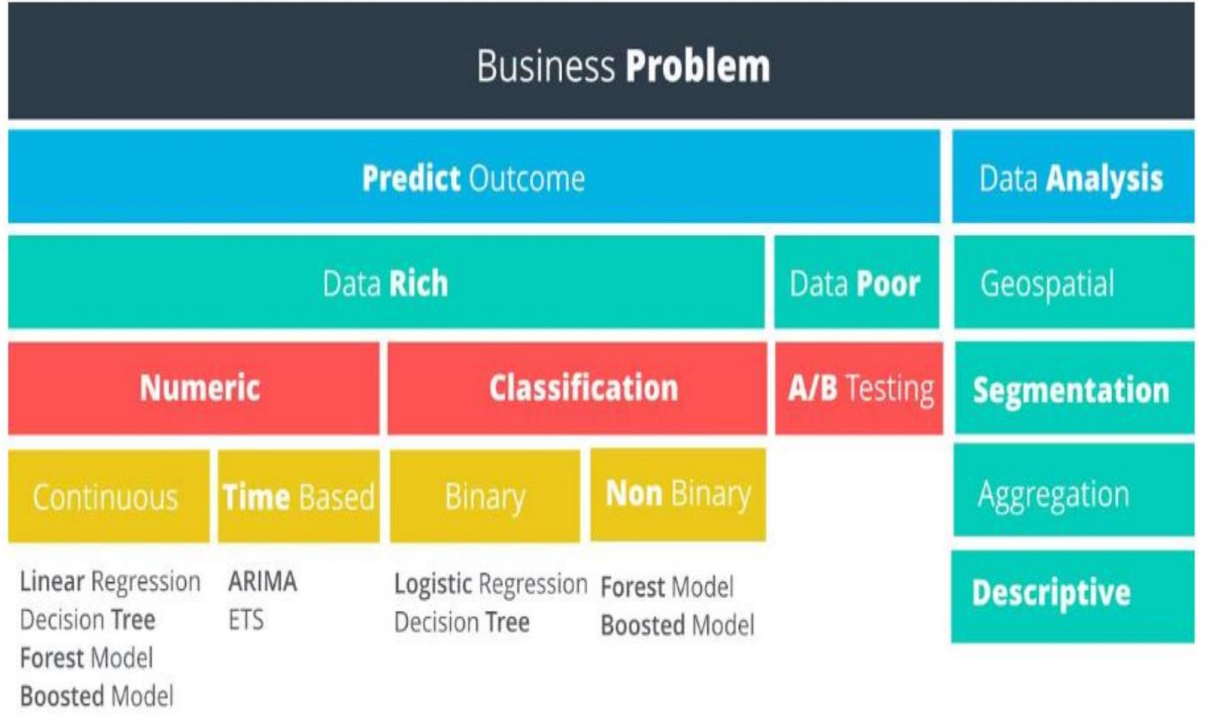 Business Problem
Predict Outcome
Data Analysis
Data Rich
Data Poor
Geospatial
Numeric
Classification
A/B Testing
Segmentation
Continuous
Time Based
Binary
Non Binary
Aggregation
Linear Regression
Decision Tree
Forest Model
Boosted Model
ARIMA
ETS
Logistic Regression
Decision Tree
Forest Model
Boosted Model
Descriptive